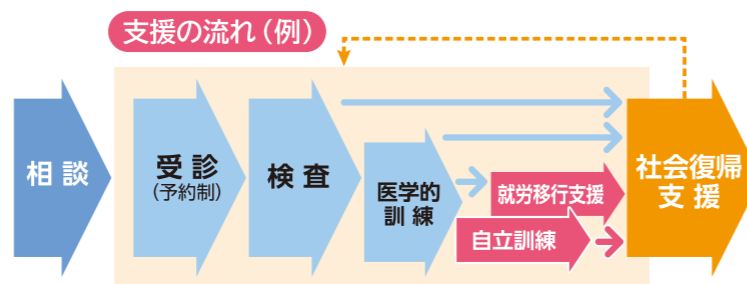 支援の流れ（例）
相談
受診
（予約制）
検査
医学的
訓練
就労移行支援
自立訓練
社会復帰
支援